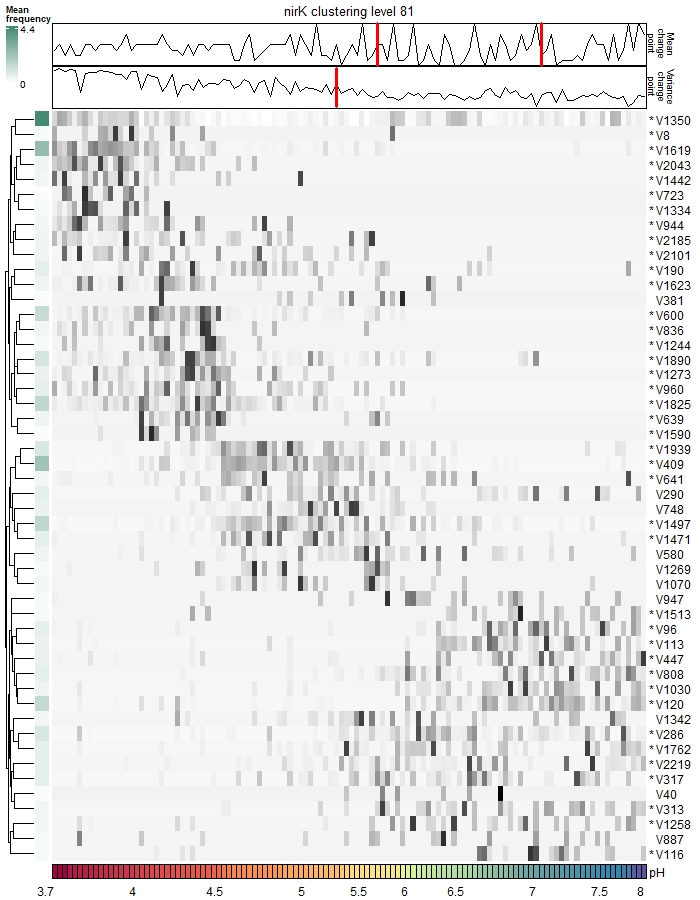 Mean
frequency
4.4
0
nirK clustering level 81
Mean
change
point
Variance
change
point
* V1350
* V8
* V1619
* V2043
* V1442
* V723
* V1334
* V944
* V2185
* V2101
* V190
* V1623
V381
* V600
* V836
* V1244
* V1890
* V1273
* V960
* V1825
* V639
* V1590
* V1939
* V409
* V641
V290
V748
* V1497
* V1471
V580
V1269
V1070
V947
* V1513
* V96
* V113
* V447
* V808
* V1030
* V120
V1342
* V286
* V1762
* V2219
* V317
V40
* V313
* V1258
V887
* V116
pH
3.7 4 4.5 5 5.5 6 6.5 7 7.5 8